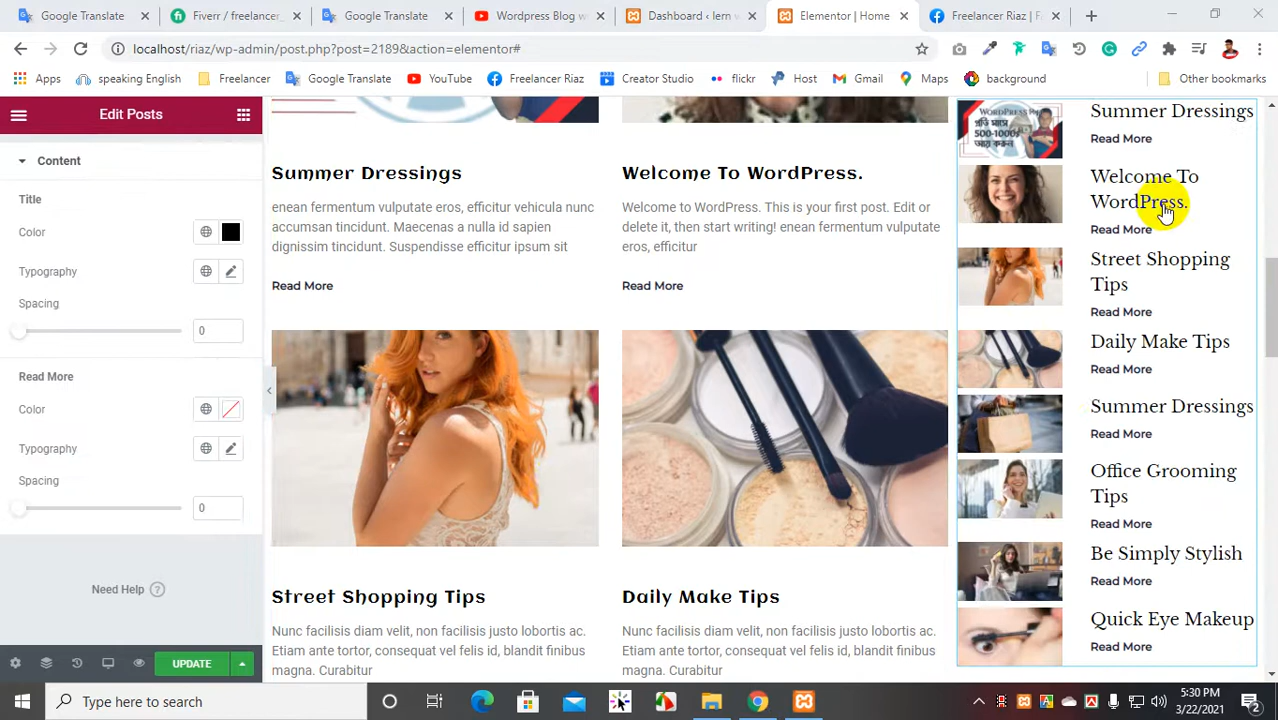 Google Translate
Fiverr / freelancer_
Google Translate
Wordpress Blog w
Dashboard ‹ lern v
Elementor | Home
Freelancer Riaz | F
localhost/riaz/wp-admin/post.php?post=2189&action=elementor#
Apps
speaking English
Freelancer
Google Translate
YouTube
Freelancer Riaz
Creator Studio
flickr
Host
Gmail
Maps
background
Other bookmarks
Edit Posts
Content
Title
Color
Typography
Spacing
0
Read More
Color
Typography
Spacing
0
Need Help ?
UPDATE
Summer Dressings
enean fermentum vulputate eros, efficitur vehicula nunc
accumsan tincidunt. Maecenas a nulla id sapien
dignissim tincidunt. Suspendisse efficitur ipsum sit
Read More
Welcome To WordPress.
Welcome to WordPress. This is your first post. Edit or
delete it, then start writing! enean fermentum vulputate
eros, efficitur
Read More
Street Shopping Tips
Nunc facilisis diam velit, non facilisis justo lobortis ac.
Etiam ante tortor, consequat vel felis id, blandit finibus
magna. Curabitur
Daily Make Tips
Nunc facilisis diam velit, non facilisis justo lobortis ac.
Etiam ante tortor, consequat vel felis id, blandit finibus
magna. Curabitur
প্রতি মাসে
500-1000$
আয় করুন
Summer Dressings
Read More
Welcome To
WordPress.
Read More
Street Shopping
Tips
Read More
Daily Make Tips
Read More
Summer Dressings
Read More
Office Grooming
Tips
Read More
Be Simply Stylish
Read More
Quick Eye Makeup
Read More
Type here to search
5:30 PM
3/22/2021
2